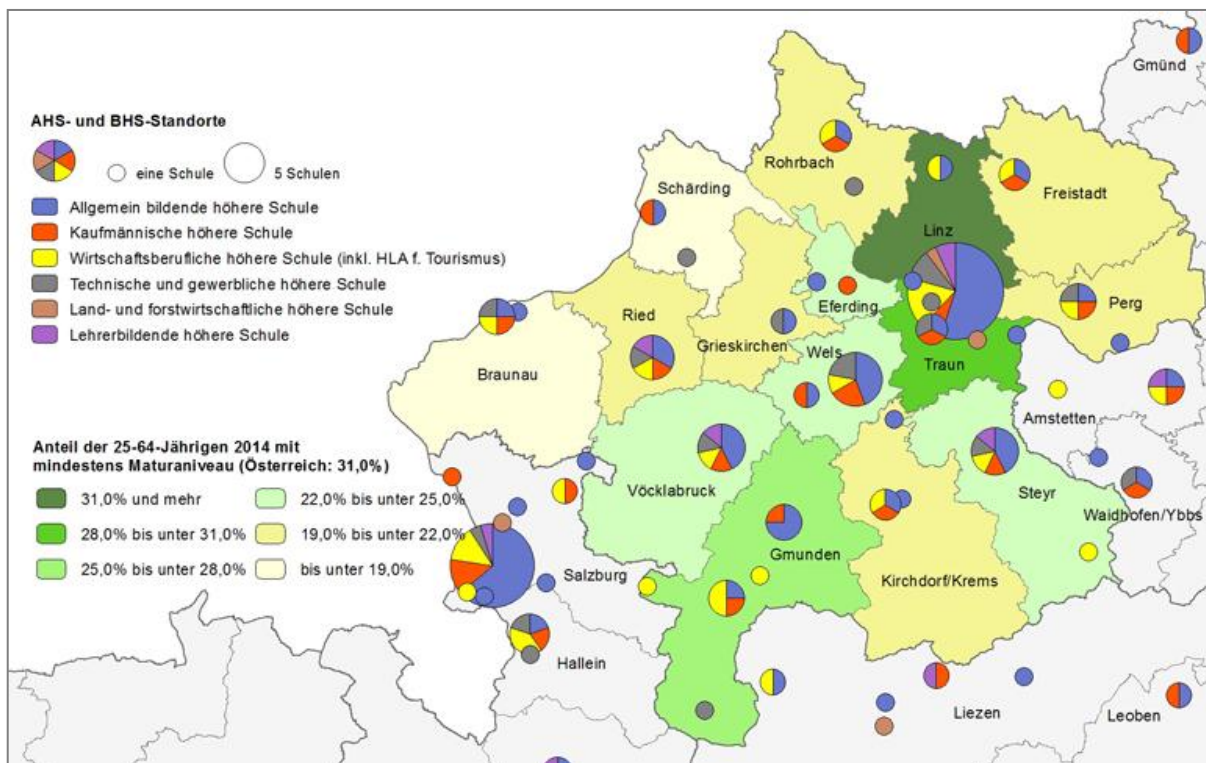 AHS- und BHS-Standorte
eine Schule
5 Schulen
Allgemein bildende höhere Schule
Kaufmännische höhere Schule
Wirtschaftsberufliche höhere Schule (inkl. HLA f. Tourismus)
Technische und gewerbliche höhere Schule
Land- und forstwirtschaftliche höhere Schule
Lehrerbildende höhere Schule
Anteil der 25-64-Jährigen 2014 mit
mindestens Maturaniveau (Österreich: 31,0%)
31,0% und mehr
28,0% bis unter 31,0%
25,0% bis unter 28,0%
22,0% bis unter 25,0%
19,0% bis unter 22,0%
bis unter 19,0%
Gmünd
Rohrbach
Schärding
Freistadt
Linz
Eferding
Ried
Perg
Grieskirchen
Wels
Braunau
Traun
Amstetten
Vöcklabruck
Steyr
Waidhofen/Ybbs
Gmunden
Salzburg
Kirchdorf/Krems
Hallein
Liezen
Leoben